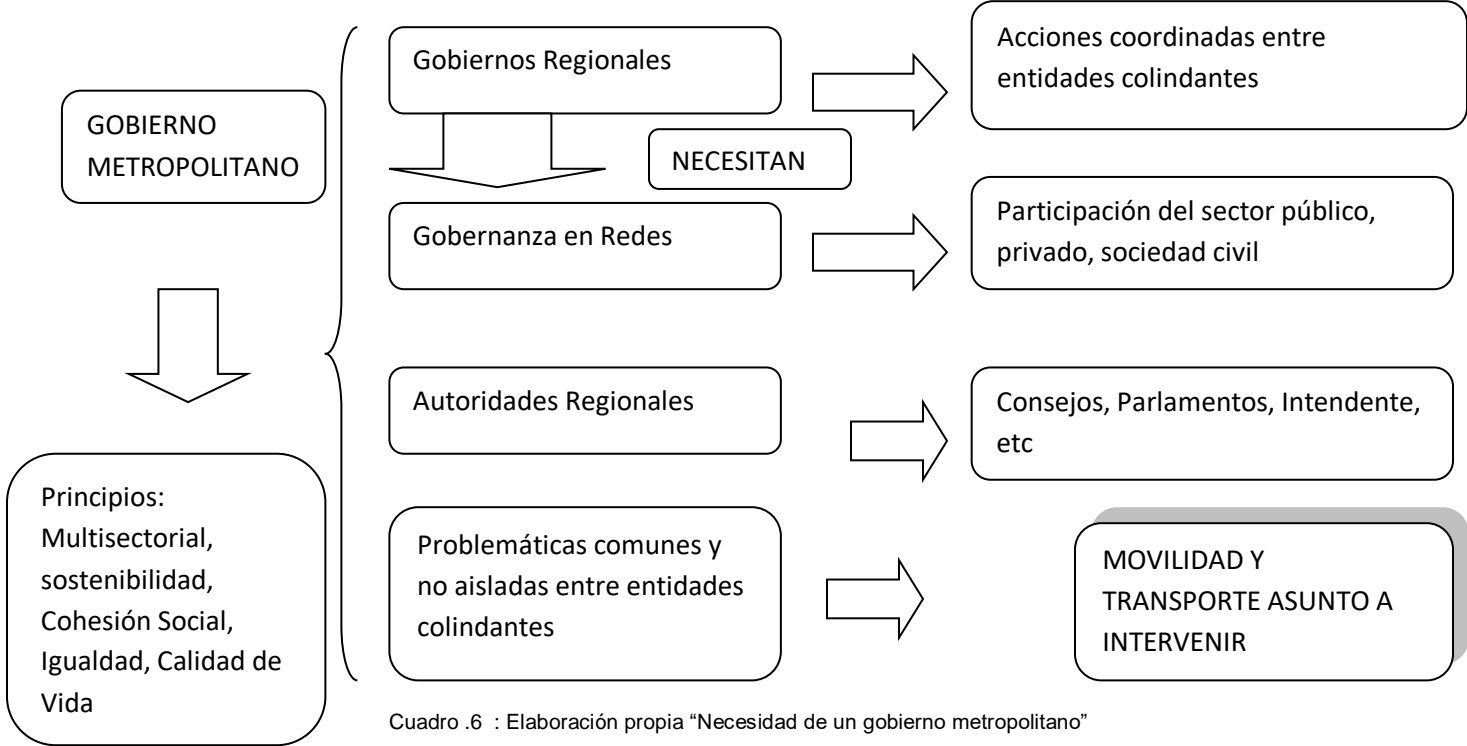 GOBIERNO
METROPOLITANO
Principios:
Multisectorial,
sostenibilidad,
Cohesión Social,
Igualdad, Calidad de
Vida
Gobiernos Regionales
Acciones coordinadas entre
entidades colindantes
NECESITAN
Gobernanza en Redes
Participación del sector público,
privado, sociedad civil
Autoridades Regionales
Consejos, Parlamentos, Intendente,
etc
Problemáticas comunes y
no aisladas entre entidades
colindantes
MOVILIDAD Y
TRANSPORTE ASUNTO A
INTERVENIR
Cuadro .6 : Elaboración propia “Necesidad de un gobierno metropolitano”